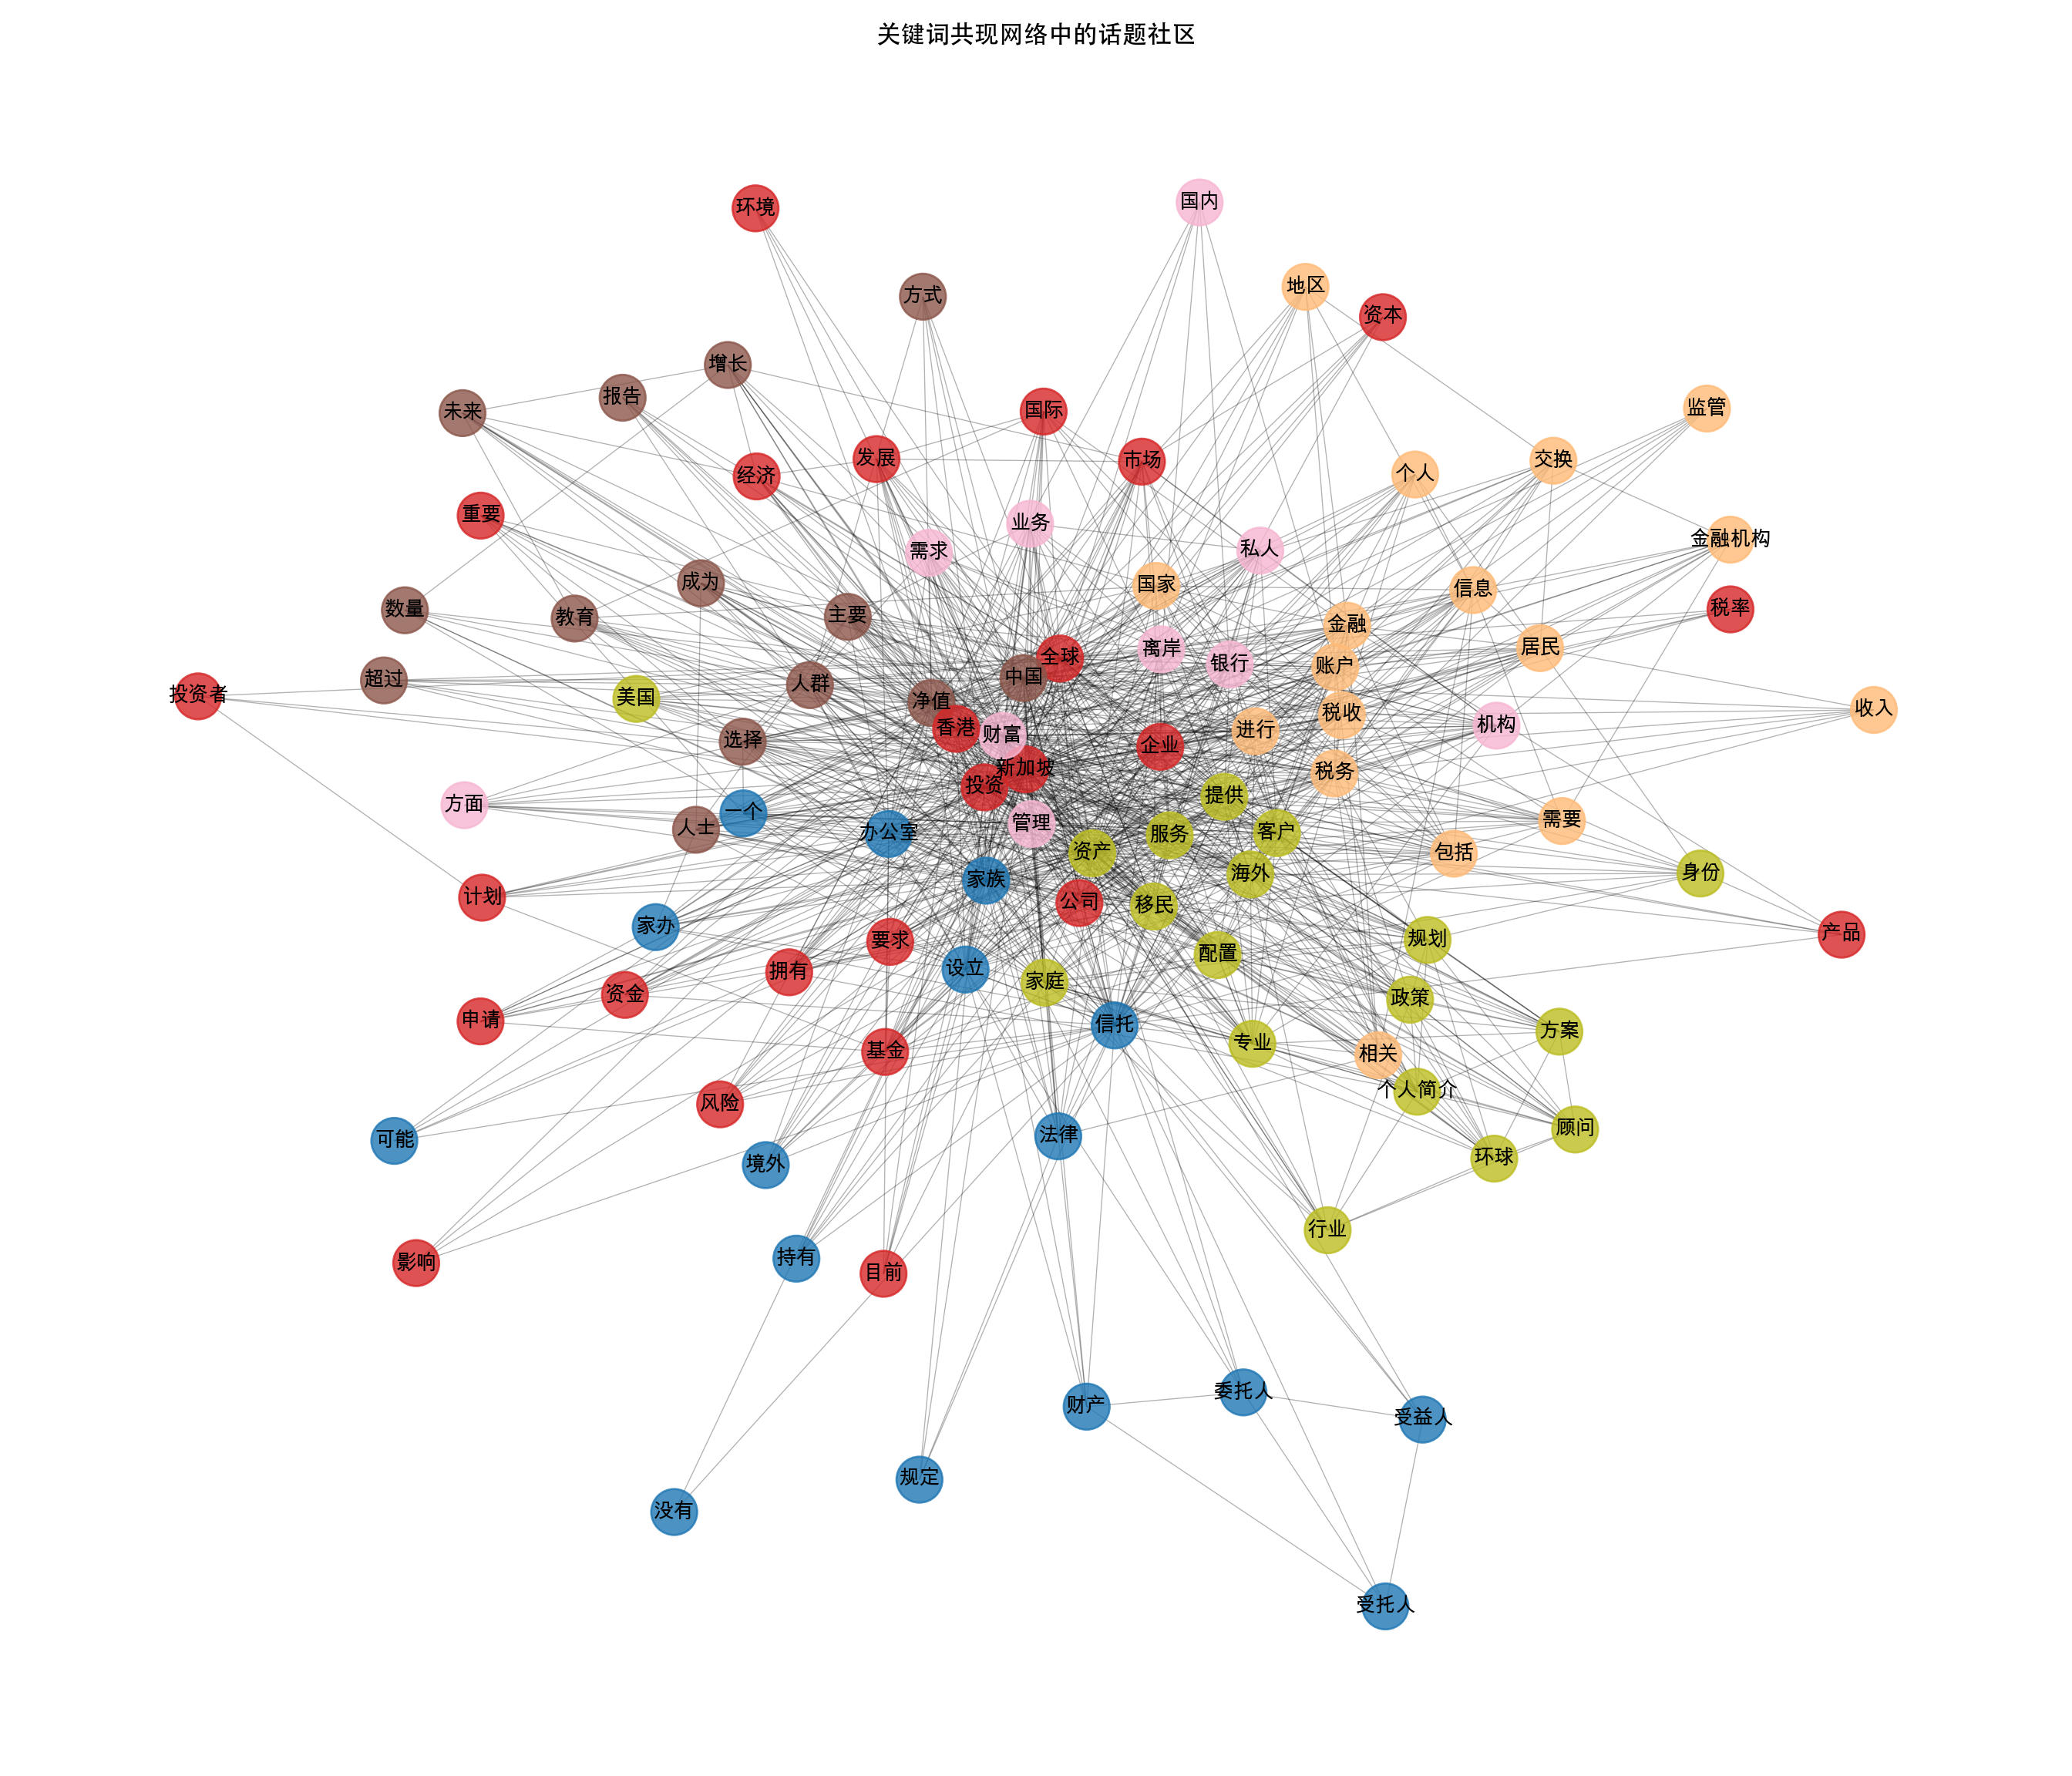 关键词共现网络中的话题社区
国内
环境
地区
方式
资本
增长
报告
监管
国际
未来
交换
市场
发展
个人
经济
重要
业务
金融机构
私人
需求
成为
国家
信息
税率
数量
主要
教育
金融
居民
离岸
全球
银行
账户
中国
超过
人群
投资者
美国
净值
收入
税收
机构
香港
进行
财富
选择
企业
新加坡
税务
投资
提供
方面
一个
需要
管理
人士
办公室
服务
客户
资产
包括
海外
身份
家族
计划
公司
移民
家办
产品
规划
要求
配置
设立
拥有
家庭
资金
政策
申请
信托
方案
专业
基金
相关
个人简介
风险
顾问
法律
可能
环球
境外
行业
持有
影响
目前
委托人
财产
受益人
规定
没有
受托人